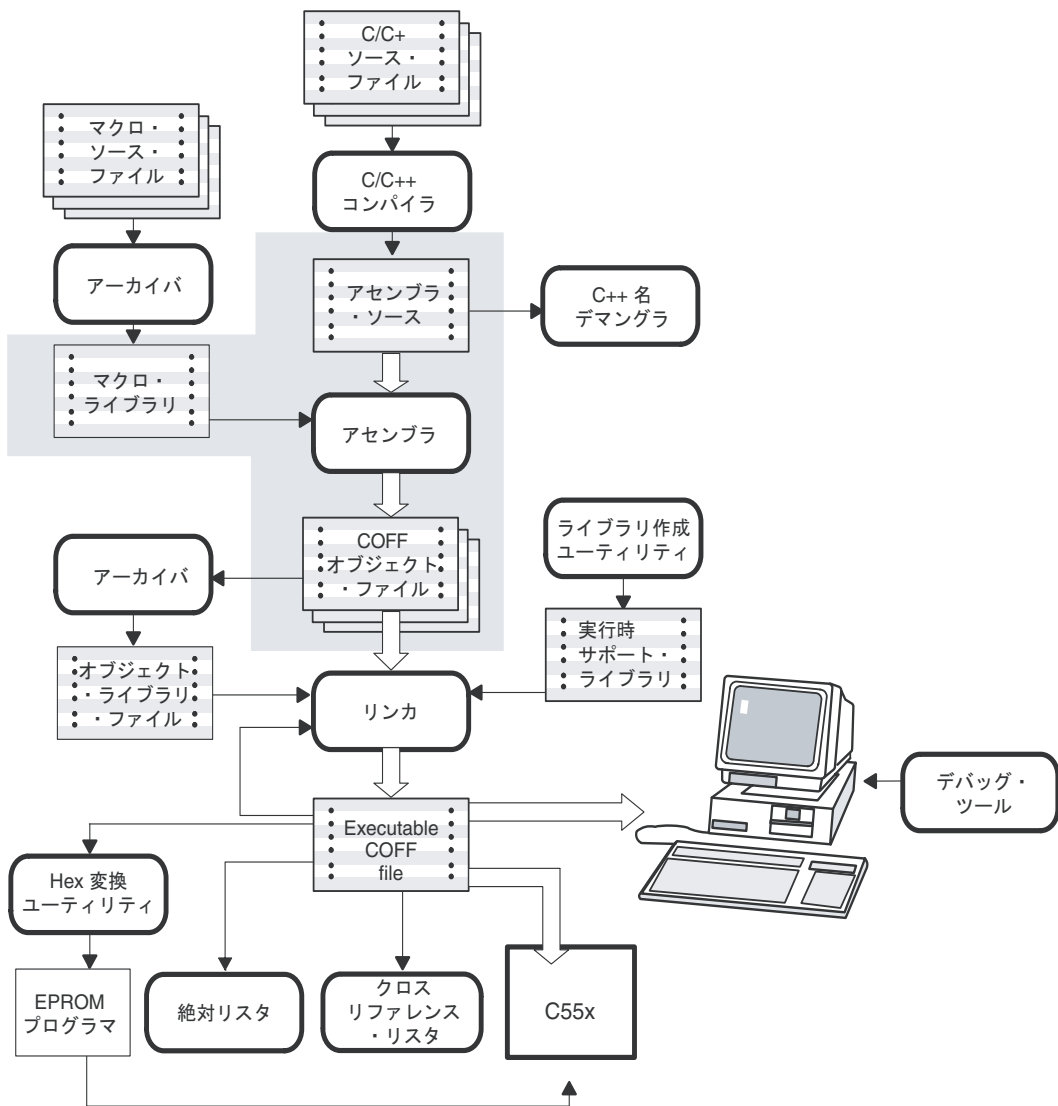 C/C+
ソース・
ファイル
マクロ・
ソース・
ファイル
C/C++
コンパイラ
アーカイバ
アセンブラ
・ソース
C++ 名
デマングラ
マクロ・
ライブラリ
アセンブラ
COFF
オブジェクト
・ファイル
ライブラリ作成
ユーティリティ
アーカイバ
実行時
サポート・
ライブラリ
オブジェクト
・ライブラリ
・ファイル
リンカ
デバッグ・
ツール
Executable
COFF
file
Hex 変換
ユーティリティ
EPROM
プログラマ
絶対リスタ
クロス
リファレンス
・リスタ
C55x